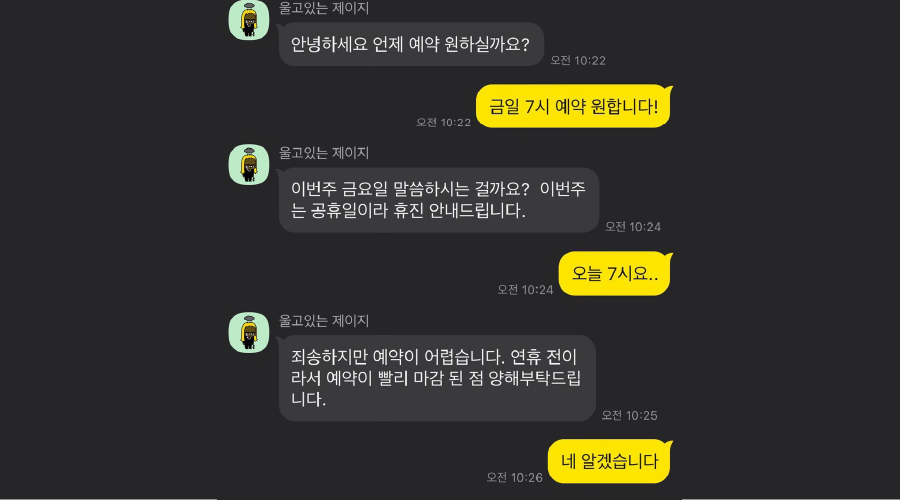 울고있는 제이지
안녕하세요 언제 예약 원하실까요?
오전 10:22
금일 7시 예약 원합니다!
오전 10:22
울고있는 제이지
이번주 금요일 말씀하시는 걸까요?  이번주
는 공휴일이라 휴진 안내드립니다.
오전 10:24
오늘 7시요..
오전 10:24
울고있는 제이지
죄송하지만 예약이 어렵습니다. 연휴 전이
라서 예약이 빨리 마감 된 점 양해부탁드립
니다.
오전 10:25
네 알겠습니다
오전 10:26